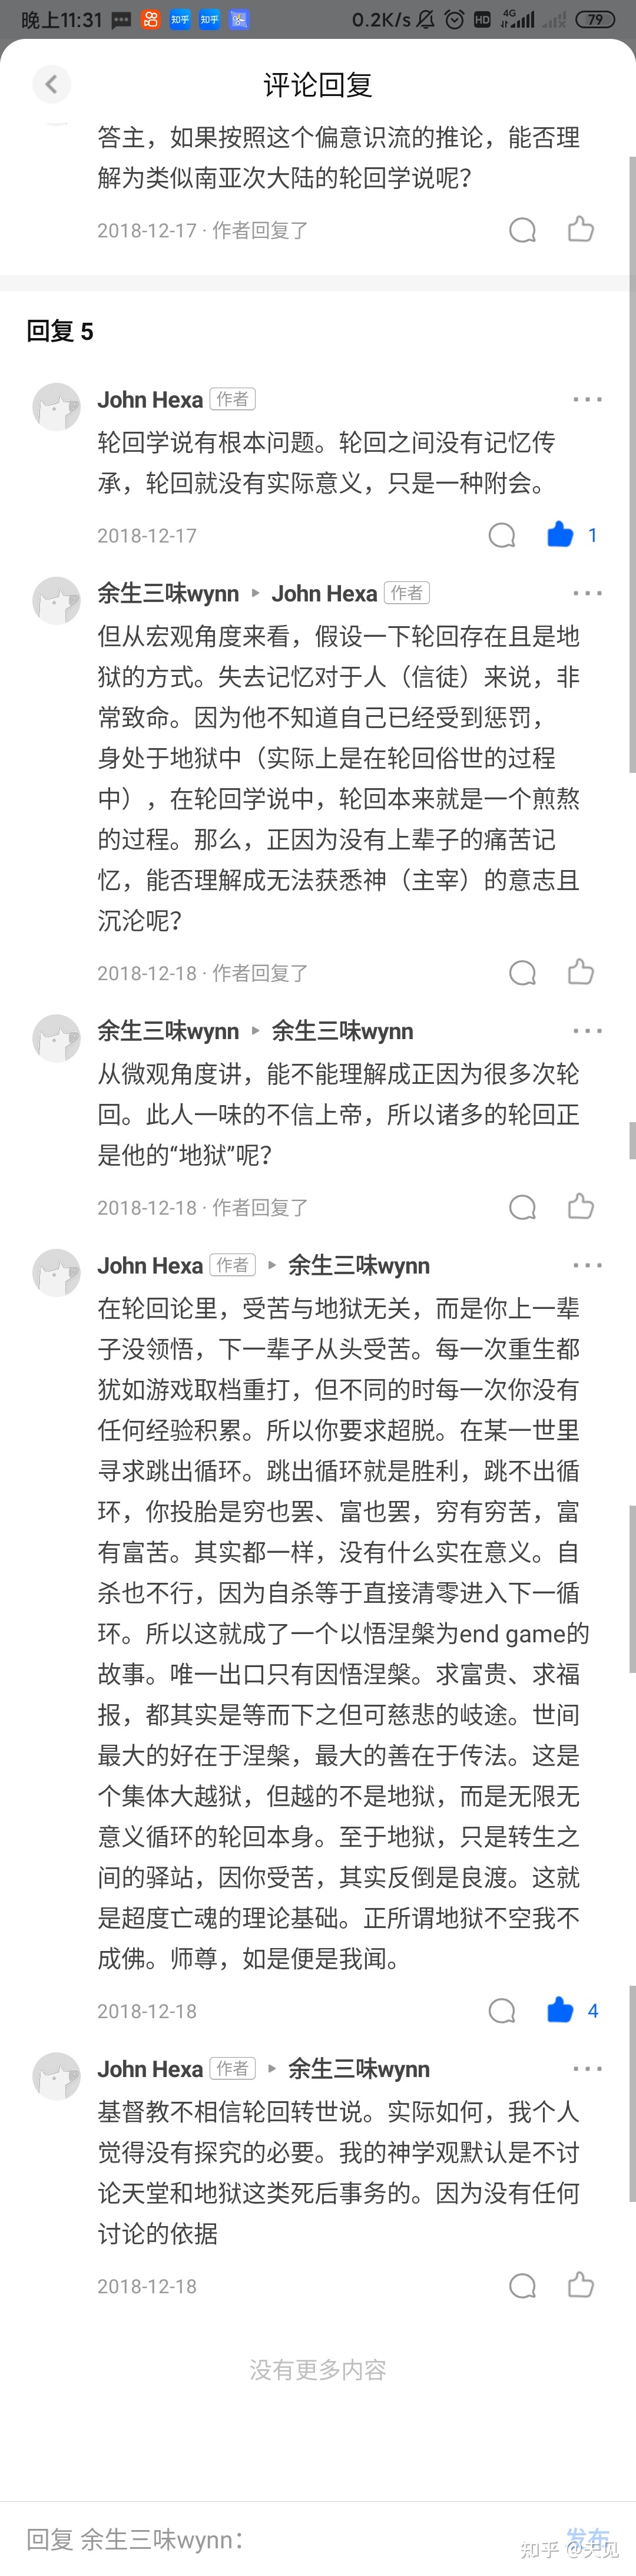 晚上11:31
知乎
知乎
0.2K/s
HD
4G
79
评论回复
答主，如果按照这个偏意识流的推论，能否理
解为类似南亚次大陆的轮回学说呢？
2018-12-17 · 作者回复了
回复 5
John Hexa 作者
轮回学说有根本问题。轮回之间没有记忆传
承，轮回就没有实际意义，只是一种附会。
2018-12-17
1
余生三味wynn ▸ John Hexa 作者
但从宏观角度来看，假设一下轮回存在且是地
狱的方式。失去记忆对于人（信徒）来说，非
常致命。因为他不知道自己已经受到惩罚，
身处于地狱中（实际上是在轮回俗世的过程
中），在轮回学说中，轮回本来就是一个煎熬
的过程。那么，正因为没有上辈子的痛苦记
忆，能否理解成无法获悉神（主宰）的意志且
沉沦呢？
2018-12-18 · 作者回复了
余生三味wynn ▸ 余生三味wynn
从微观角度讲，能不能理解成正因为很多次轮
回。此人一味的不信上帝，所以诸多的轮回正
是他的“地狱”呢？
2018-12-18 · 作者回复了
John Hexa 作者 ▸ 余生三味wynn
在轮回论里，受苦与地狱无关，而是你上一辈
子没领悟，下一辈子从头受苦。每一次重生都
犹如游戏取档重打，但不同的时每一次你没有
任何经验积累。所以你要求超脱。在某一世里
寻求跳出循环。跳出循环就是胜利，跳不出循
环，你投胎是穷也罢、富也罢，穷有穷苦，富
有富苦。其实都一样，没有什么实在意义。自
杀也不行，因为自杀等于直接清零进入下一循
环。所以这就成了一个以悟涅槃为end game的
故事。唯一出口只有因悟涅槃。求富贵、求福
报，都其实是等而下之但可慈悲的歧途。世间
最大的好在于涅槃，最大的善在于传法。这是
个集体大越狱，但越的不是地狱，而是无限无
意义循环的轮回本身。至于地狱，只是转生之
间的驿站，因你受苦，其实反倒是良渡。这就
是超度亡魂的理论基础。正所谓地狱不空我不
成佛。师尊，如是便是我闻。
2018-12-18
4
John Hexa 作者 ▸ 余生三味wynn
基督教不相信轮回转世说。实际如何，我个人
觉得没有探究的必要。我的神学观默认是不讨
论天堂和地狱这类死后事务的。因为没有任何
讨论的依据
2018-12-18
没有更多内容
回复 余生三味wynn：
发布
知乎 @天见